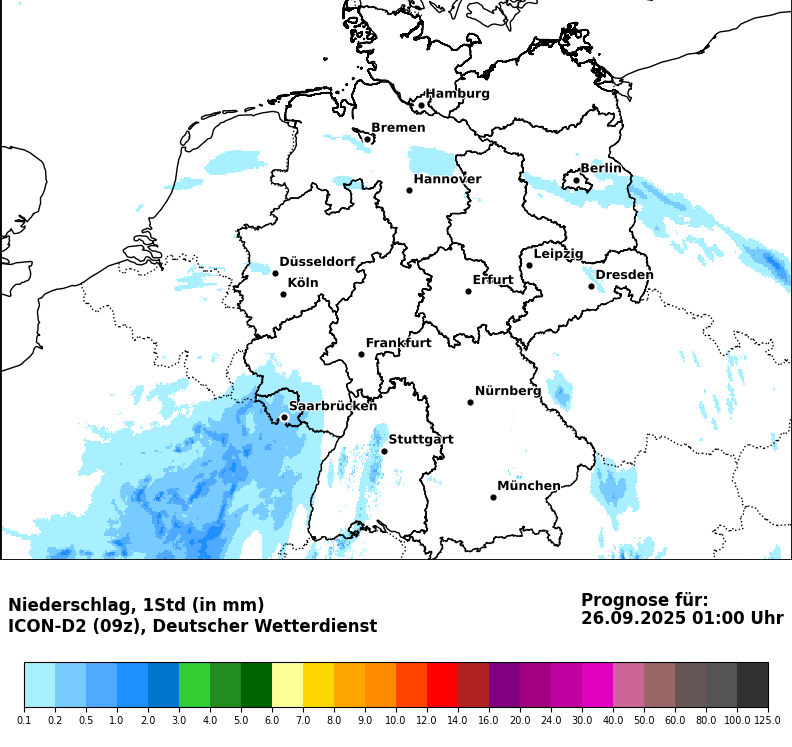 Hamburg
Bremen
Berlin
Hannover
Leipzig
Düsseldorf
Dresden
Köln
Erfurt
Frankfurt
Nürnberg
Saarbrücken
Stuttgart
München
Niederschlag, 1Std (in mm)
ICON-D2 (09z), Deutscher Wetterdienst
Prognose für:
26.09.2025 01:00 Uhr
0.1 0.2 0.5 1.0 2.0 3.0 4.0 5.0 6.0 7.0 8.0 9.0 10.0 12.0 14.0 16.0 20.0 24.0 30.0 40.0 50.0 60.0 80.0 100.0 125.0